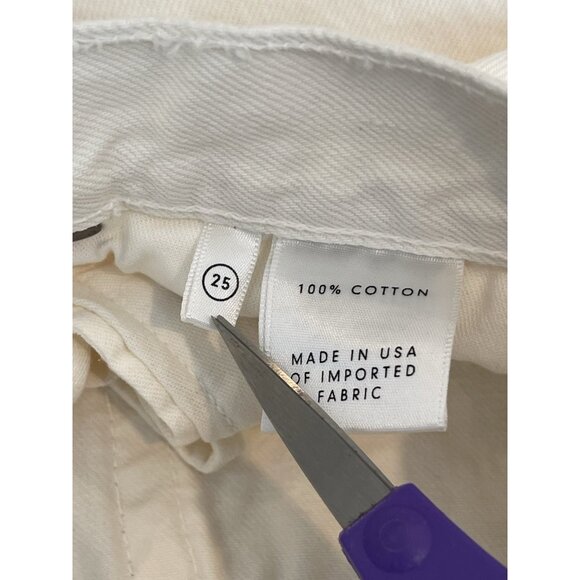 25
100% COTTON
MADE IN USA
OF IMPORTED
FABRIC